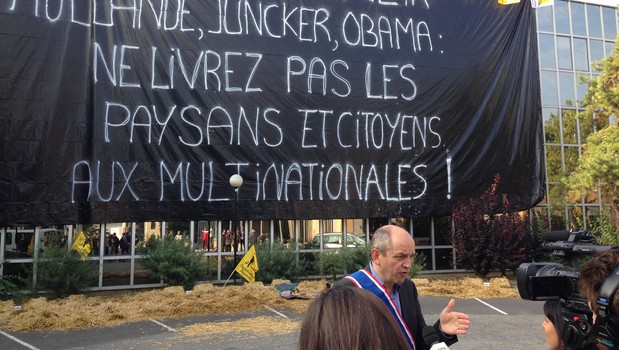 HOLLANDE, JUNCKER, OBAMA :
NE LIVREZ PAS LES
PAYSANS ET CITOYENS
AUX MULTINATIONALES !